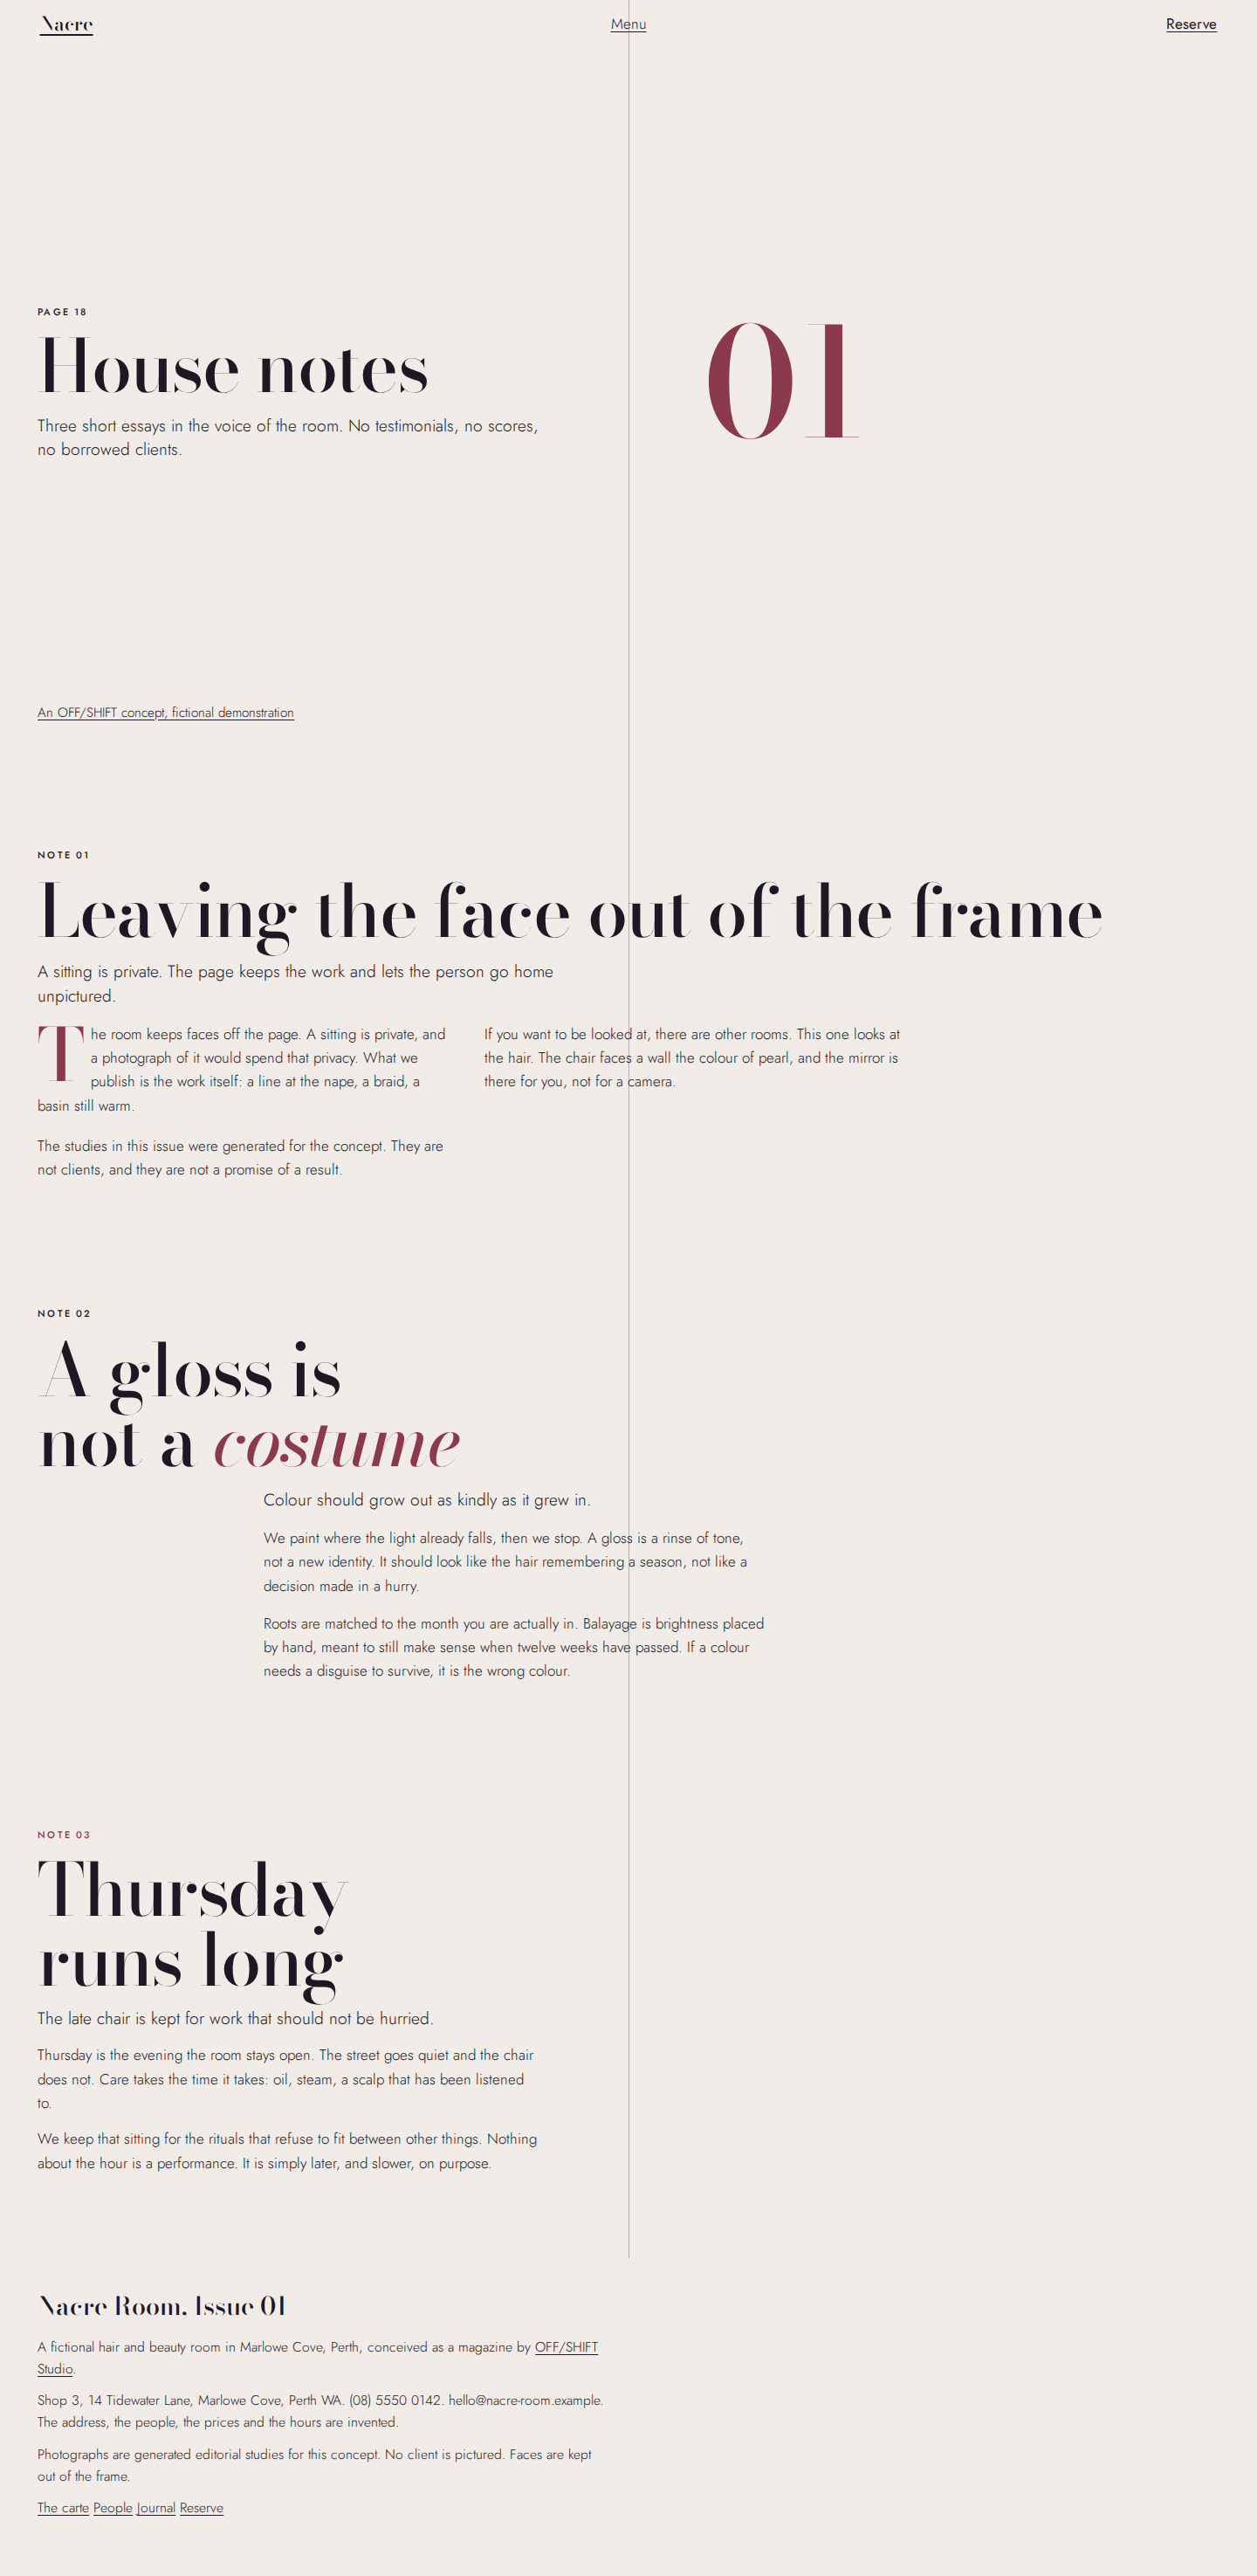 Nacre
Menu
Reserve
PAGE 18
House notes
Three short essays in the voice of the room. No testimonials, no scores,
no borrowed clients.
01
An OFF/SHIFT concept, fictional demonstration
NOTE 01
Leaving the face out of the frame
A sitting is private. The page keeps the work and lets the person go home
unpictured.
The room keeps faces off the page. A sitting is private, and
a photograph of it would spend that privacy. What we
publish is the work itself: a line at the nape, a braid, a
basin still warm.
The studies in this issue were generated for the concept. They are
not clients, and they are not a promise of a result.
If you want to be looked at, there are other rooms. This one looks at
the hair. The chair faces a wall the colour of pearl, and the mirror is
there for you, not for a camera.
NOTE 02
A gloss is
not a costume
Colour should grow out as kindly as it grew in.
We paint where the light already falls, then we stop. A gloss is a rinse of tone,
not a new identity. It should look like the hair remembering a season, not like a
decision made in a hurry.
Roots are matched to the month you are actually in. Balayage is brightness placed
by hand, meant to still make sense when twelve weeks have passed. If a colour
needs a disguise to survive, it is the wrong colour.
NOTE 03
Thursday
runs long
The late chair is kept for work that should not be hurried.
Thursday is the evening the room stays open. The street goes quiet and the chair
does not. Care takes the time it takes: oil, steam, a scalp that has been listened
to.
We keep that sitting for the rituals that refuse to fit between other things. Nothing
about the hour is a performance. It is simply later, and slower, on purpose.
Nacre Room, Issue 01
A fictional hair and beauty room in Marlowe Cove, Perth, conceived as a magazine by OFF/SHIFT
Studio.
Shop 3, 14 Tidewater Lane, Marlowe Cove, Perth WA. (08) 5550 0142. hello@nacre-room.example.
The address, the people, the prices and the hours are invented.
Photographs are generated editorial studies for this concept. No client is pictured. Faces are kept
out of the frame.
The carte People Journal Reserve